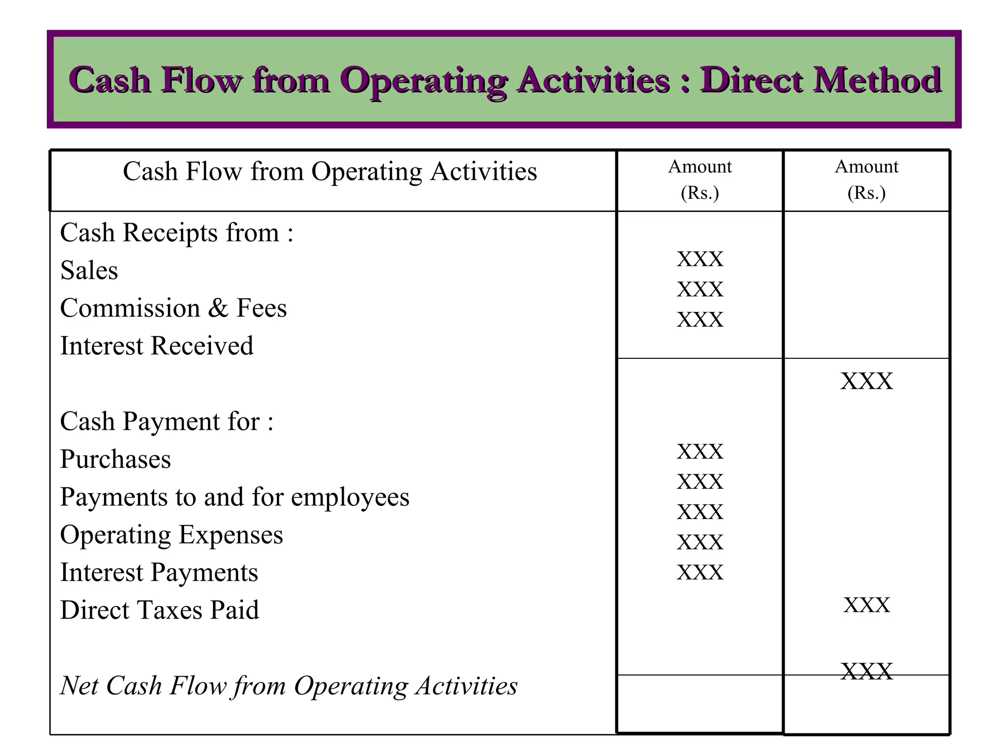 Cash Flow from Operating Activities : Direct Method
Cash Flow from Operating Activities
Amount
(Rs.)
Amount
(Rs.)
Cash Receipts from :
Sales
Commission & Fees
Interest Received
Cash Payment for :
Purchases
Payments to and for employees
Operating Expenses
Interest Payments
Direct Taxes Paid
Net Cash Flow from Operating Activities
XXX
XXX
XXX
XXX
XXX
XXX
XXX
XXX
XXX
XXX
XXX